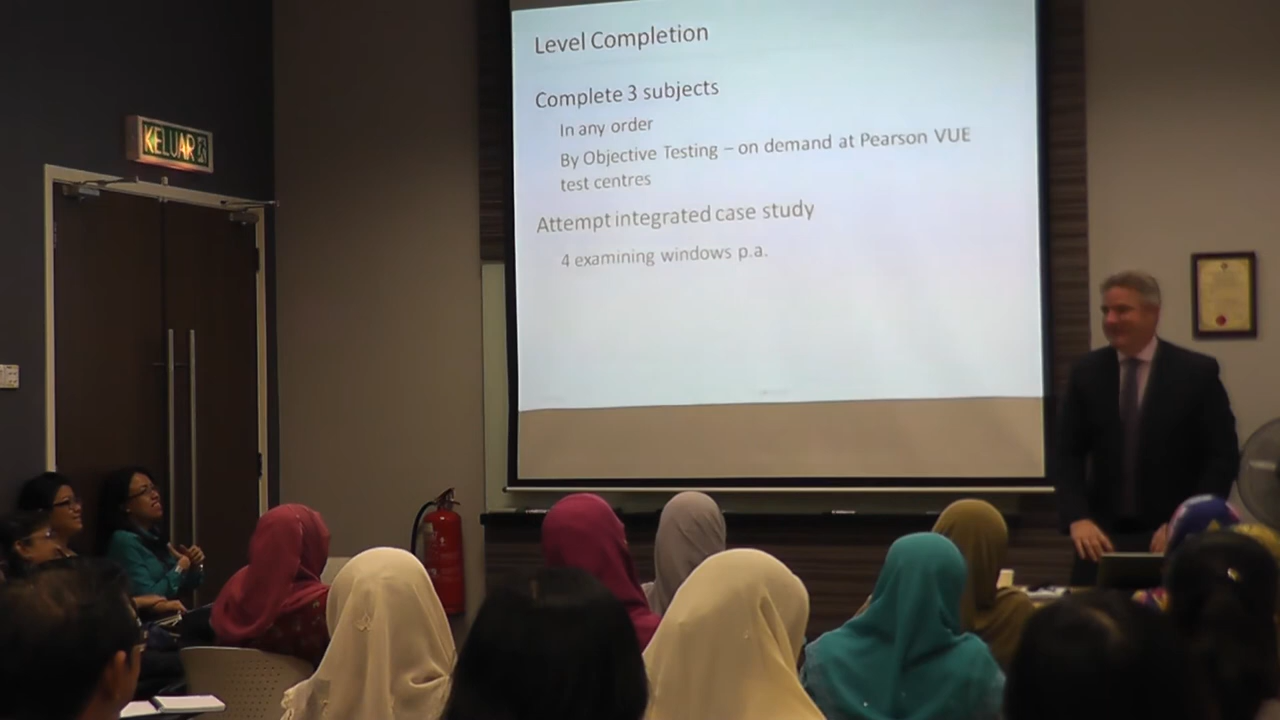 Level Completion
Complete 3 subjects
In any order
By Objective Testing – on demand at Pearson VUE
test centres
Attempt integrated case study
4 examining windows p.a.
KELUAR